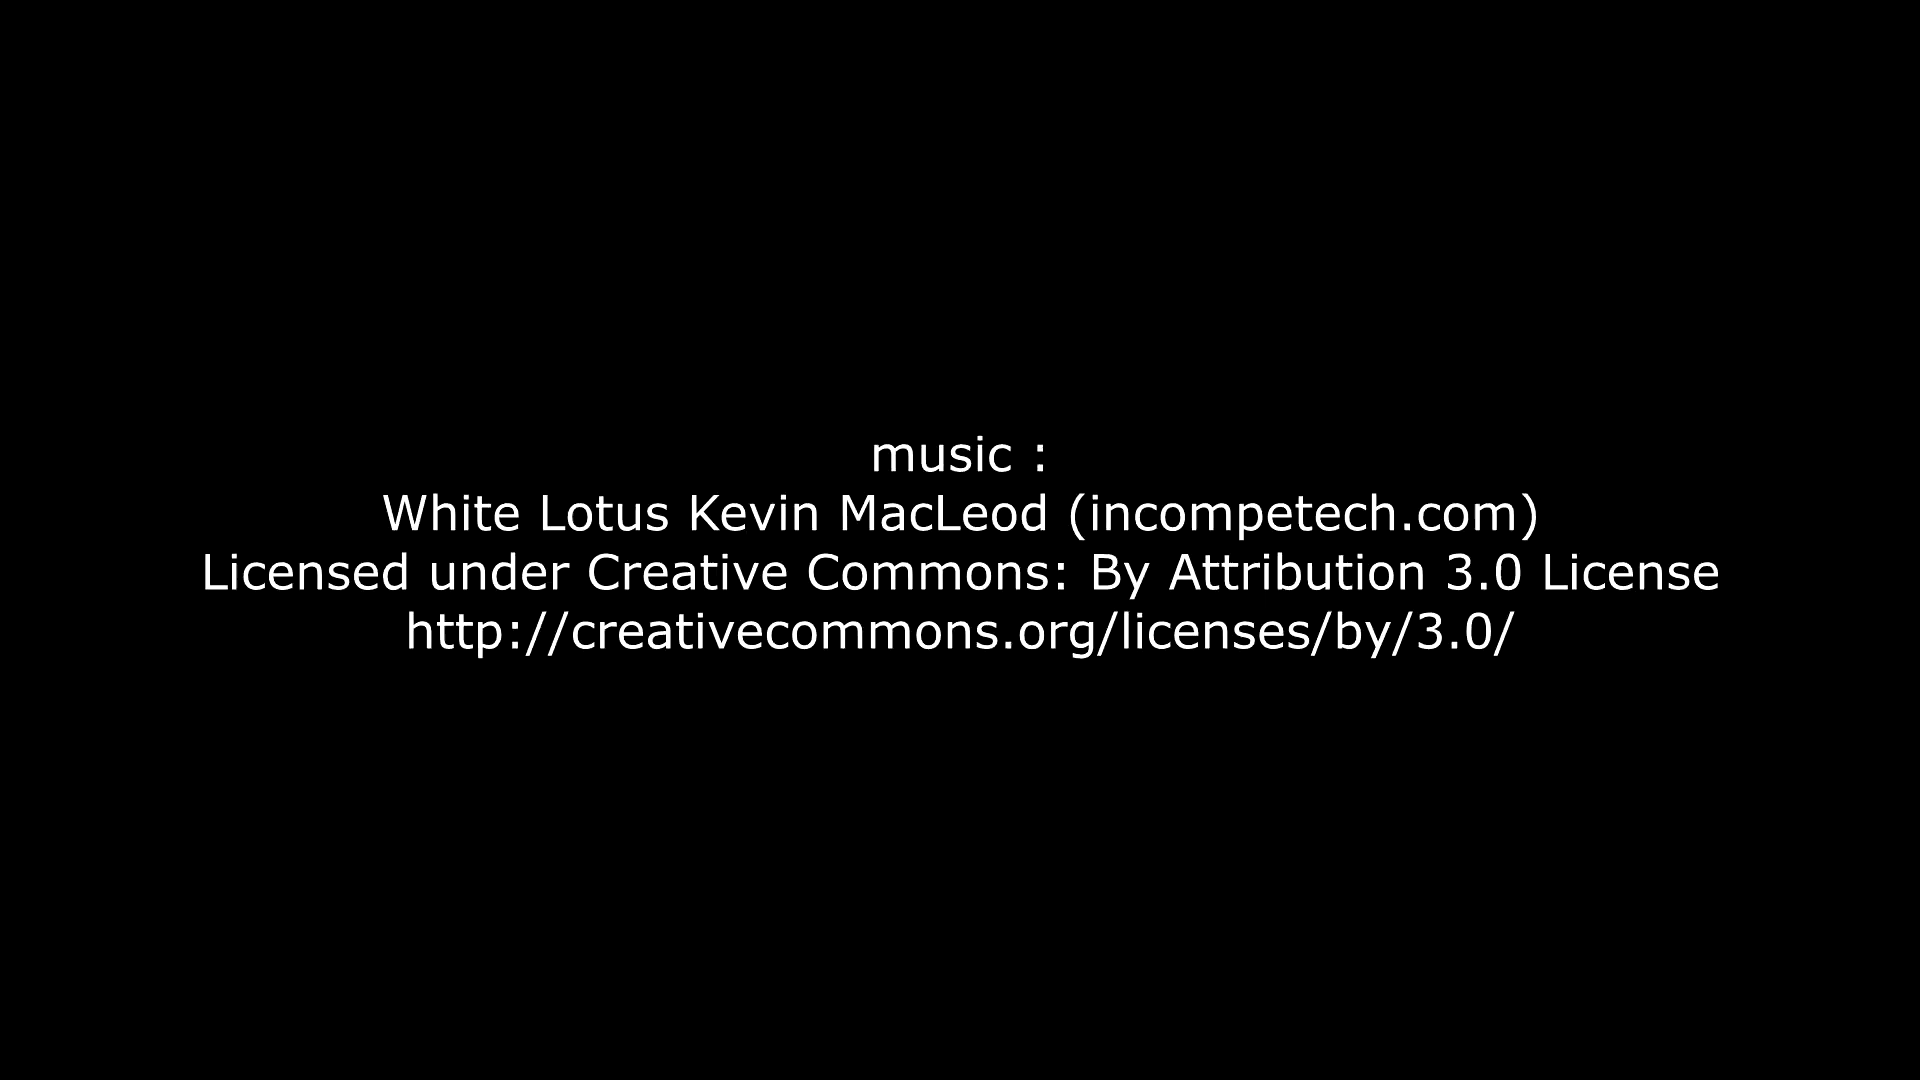 music :
White Lotus Kevin MacLeod (incompetech.com)
Licensed under Creative Commons: By Attribution 3.0 License
http://creativecommons.org/licenses/by/3.0/